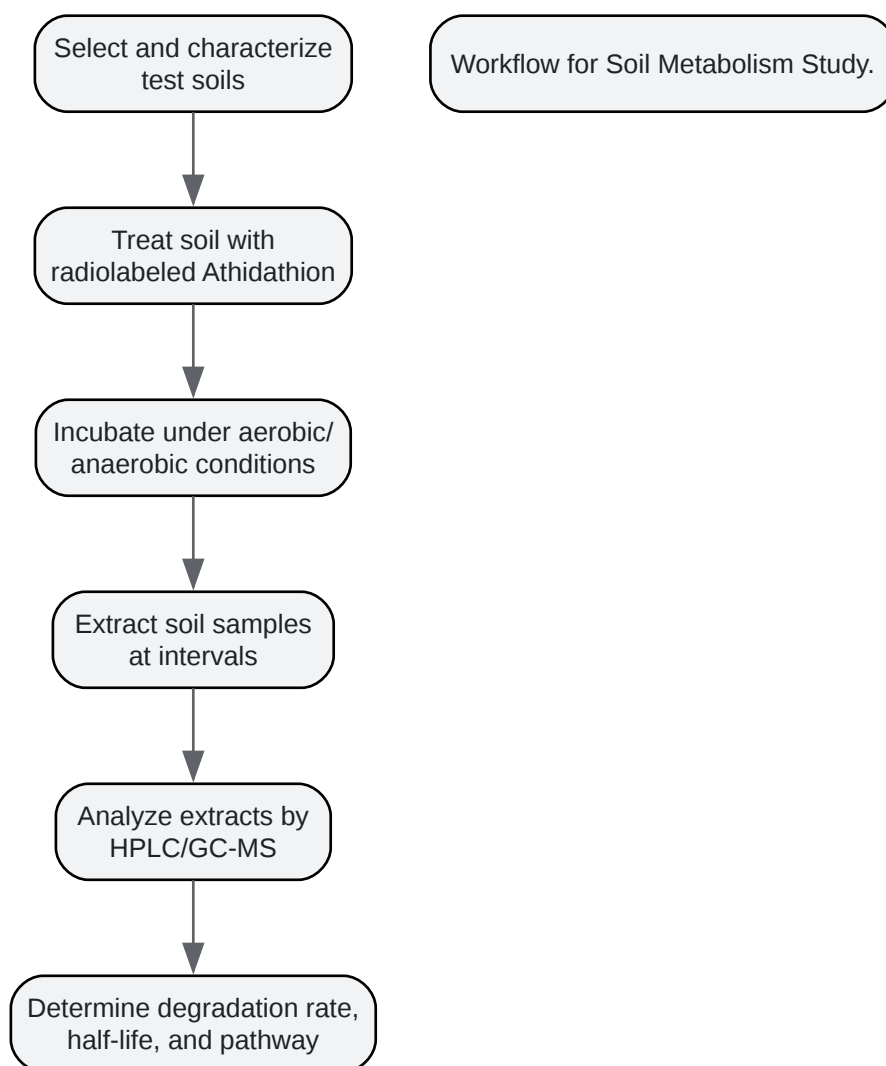 Select and characterize
test soils
Workflow for Soil Metabolism Study.
Treat soil with
radiolabeled Athidathion
Incubate under aerobic/
anaerobic conditions
Extract soil samples
at intervals
Analyze extracts by
HPLC/GC-MS
Determine degradation rate,
half-life, and pathway